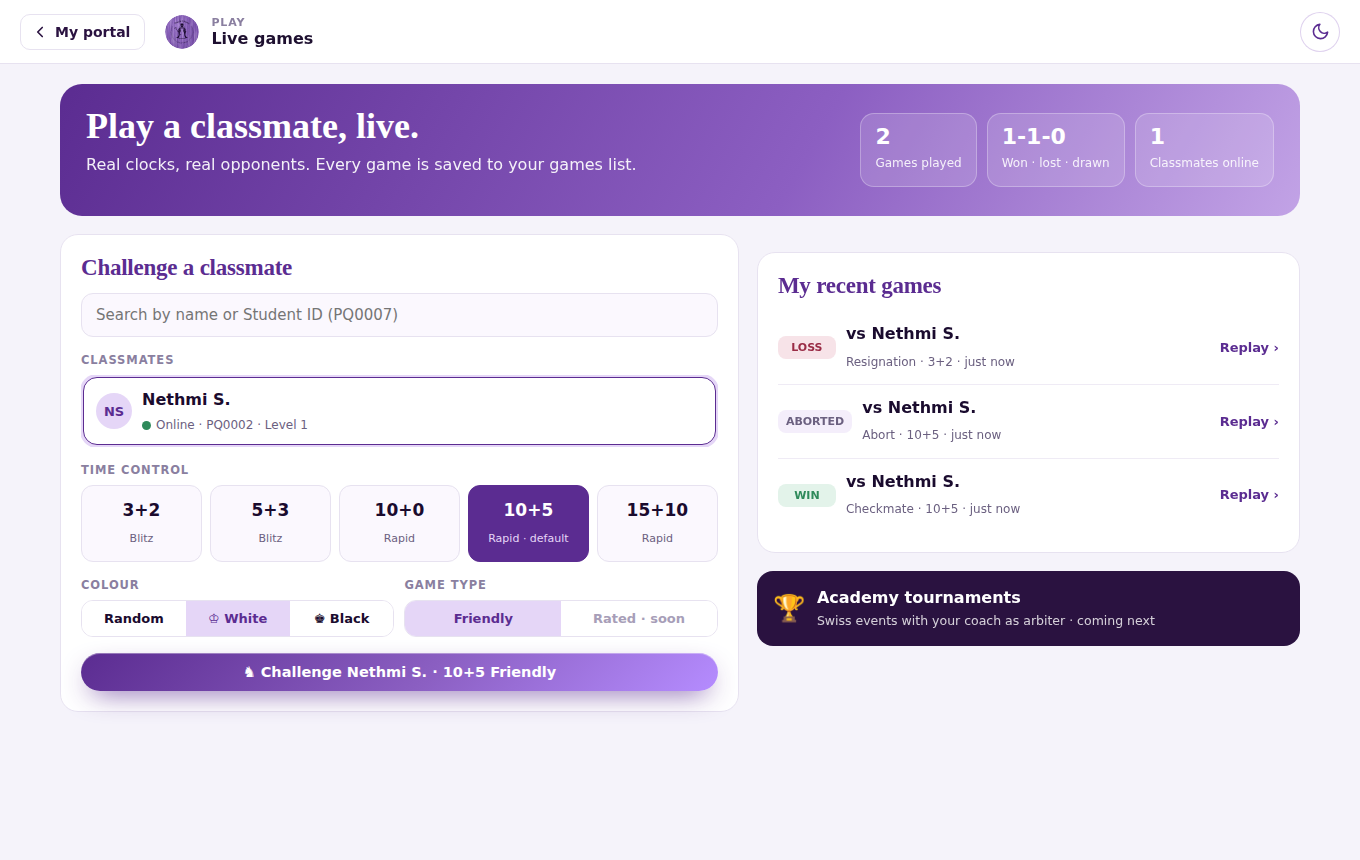 My portal
PLAY
Live games
Play a classmate, live.
Real clocks, real opponents. Every game is saved to your games list.
2
Games played
1-1-0
Won · lost · drawn
1
Classmates online
Challenge a classmate
Search by name or Student ID (PQ0007)
CLASSMATES
NS
Nethmi S.
Online · PQ0002 · Level 1
TIME CONTROL
3+2
Blitz
5+3
Blitz
10+0
Rapid
10+5
Rapid · default
15+10
Rapid
COLOUR
Random
♔ White
♚ Black
GAME TYPE
Friendly
Rated · soon
♞ Challenge Nethmi S. · 10+5 Friendly
My recent games
LOSS
vs Nethmi S.
Resignation · 3+2 · just now
Replay ›
ABORTED
vs Nethmi S.
Abort · 10+5 · just now
Replay ›
WIN
vs Nethmi S.
Checkmate · 10+5 · just now
Replay ›
🏆 Academy tournaments
Swiss events with your coach as arbiter · coming next